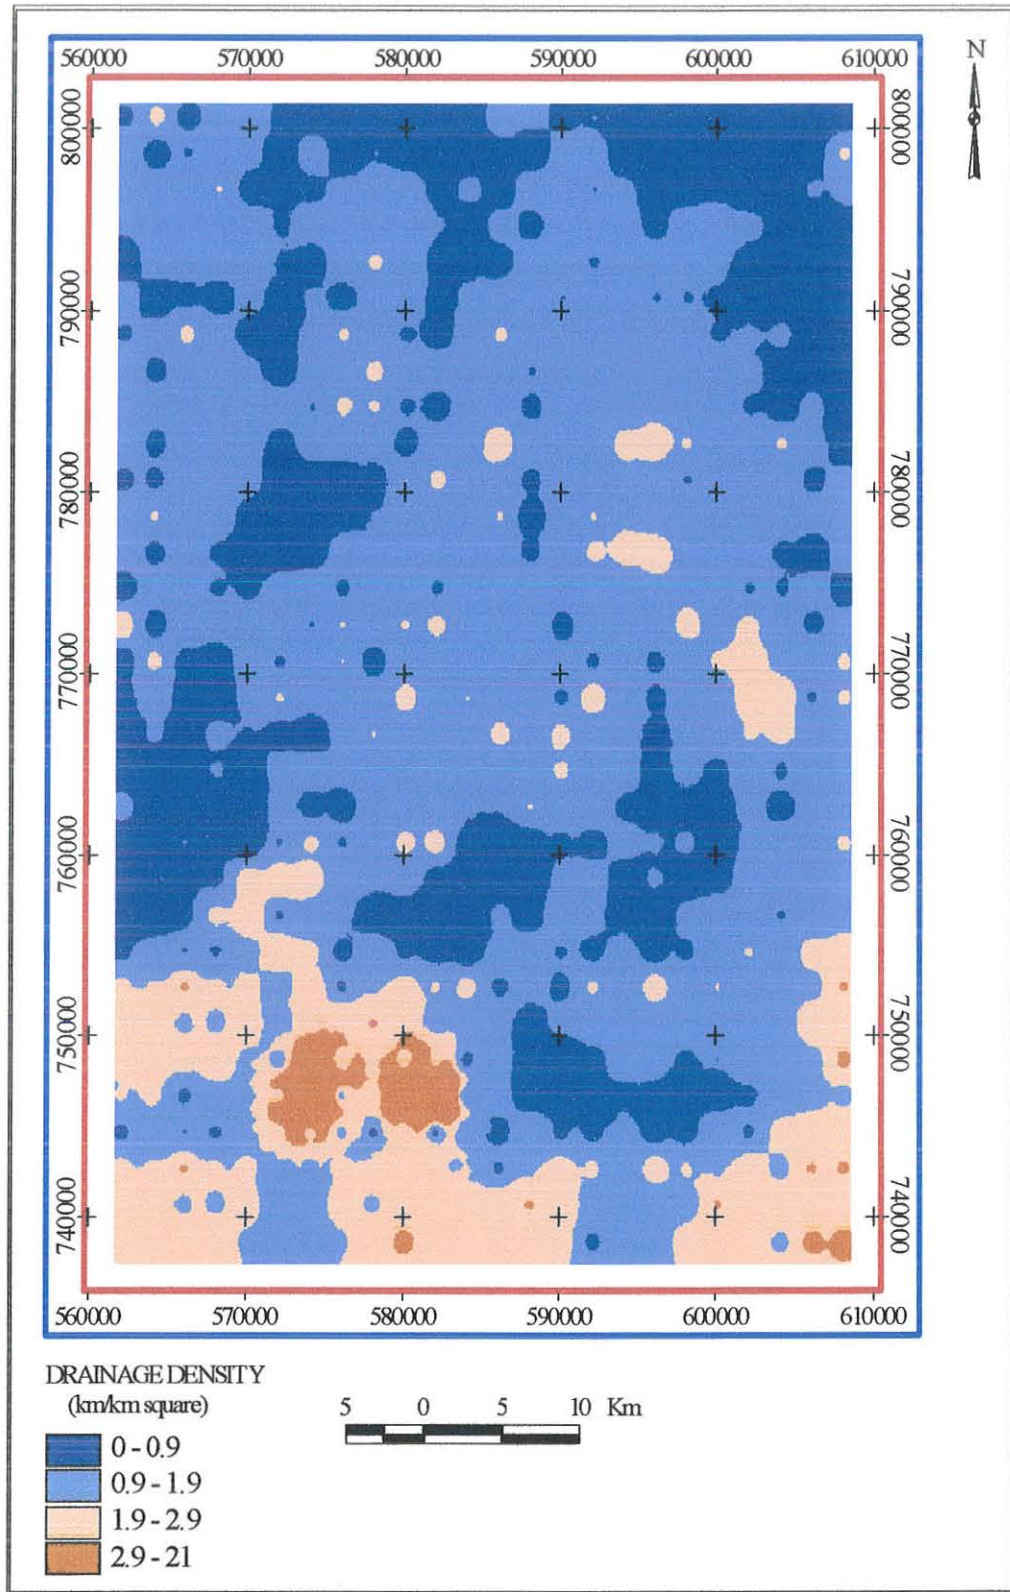 N
560000 570000 580000 590000 600000 610000
800000 800000
790000 790000
780000 780000
770000 770000
760000 760000
750000 750000
740000 740000
560000 570000 580000 590000 600000 610000
DRAINAGE DENSITY
(km/km square)
5 0 5 10 Km
0 - 0.9
0.9 - 1.9
1.9 - 2.9
2.9 - 21